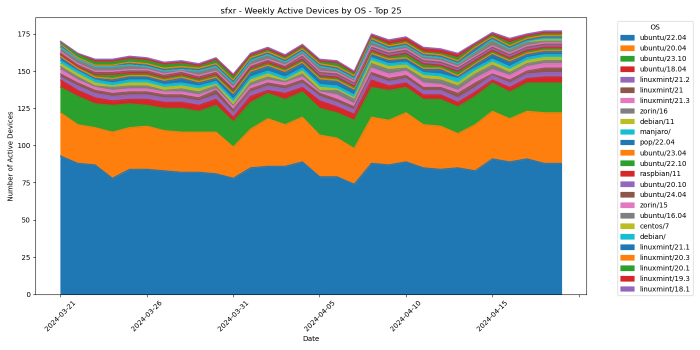 sfxr - Weekly Active Devices by OS - Top 25
OS
ubuntu/22.04
ubuntu/20.04
ubuntu/23.10
ubuntu/18.04
linuxmint/21.2
linuxmint/21
linuxmint/21.3
zorin/16
debian/11
manjaro/
pop/22.04
ubuntu/23.04
ubuntu/22.10
raspbian/11
ubuntu/20.10
ubuntu/24.04
zorin/15
ubuntu/16.04
centos/7
debian/
linuxmint/21.1
linuxmint/20.3
linuxmint/20.1
linuxmint/19.3
linuxmint/18.1
Number of Active Devices
175
150
125
100
75
50
25
0
2024-03-21
2024-03-26
2024-03-31
2024-04-05
2024-04-10
2024-04-15
Date